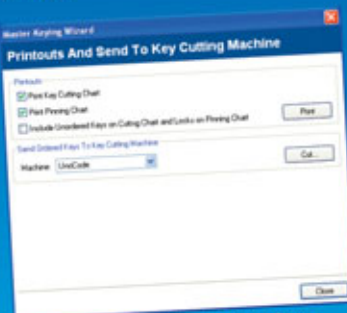 Master Keying Wizard
Printouts And Send To Key Cutting Machine
Printouts
Print Key Cutting Chart
Print Pinning Chart
Include Unordered Keys on Cutting Chart and Locks on Pinning Chart
Print
Send Ordered Keys To Key Cutting Machine
Machine UniCode
Cut...
Close